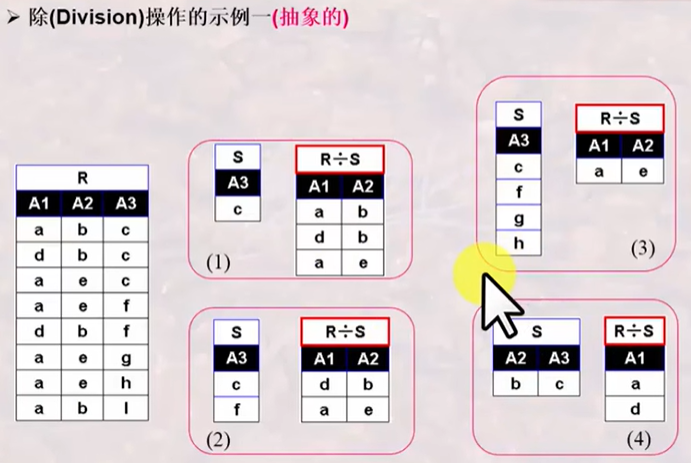 ➢ 除(Division)操作的示例一(抽象的)
R
A1 A2 A3
a b c
d b c
a e c
a e f
d b f
a e g
a e h
a b l
S
A3
c
R÷S
A1 A2
a b
d b
a e
(1)
S
A3
c
f
R÷S
A1 A2
d b
a e
(2)
S
A3
c
f
g
h
R÷S
A1 A2
a e
(3)
S
A2 A3
b c
R÷S
A1
a
d
(4)